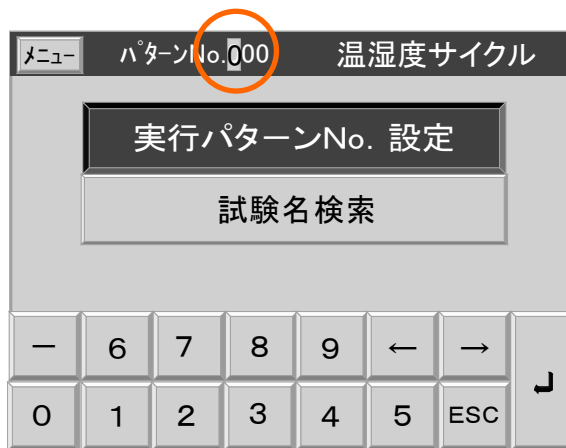 ﾒﾆｭｰ ﾊﾟﾀｰﾝNo.000 温湿度サイクル
実行パターンNo. 設定
試験名検索
－ 6 7 8 9 ← →
0 1 2 3 4 5 ESC ↵